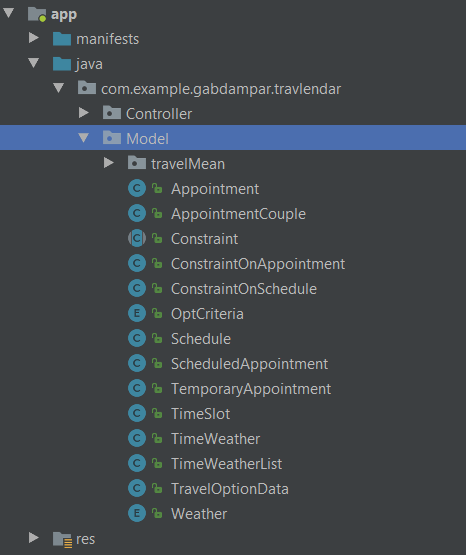 app
manifests
java
com.example.gabdampar.travlendar
Controller
Model
travelMean
C Appointment
C AppointmentCouple
C Constraint
C ConstraintOnAppointment
C ConstraintOnSchedule
E OptCriteria
C Schedule
C ScheduledAppointment
C TemporaryAppointment
C TimeSlot
C TimeWeather
C TimeWeatherList
C TravelOptionData
E Weather
res